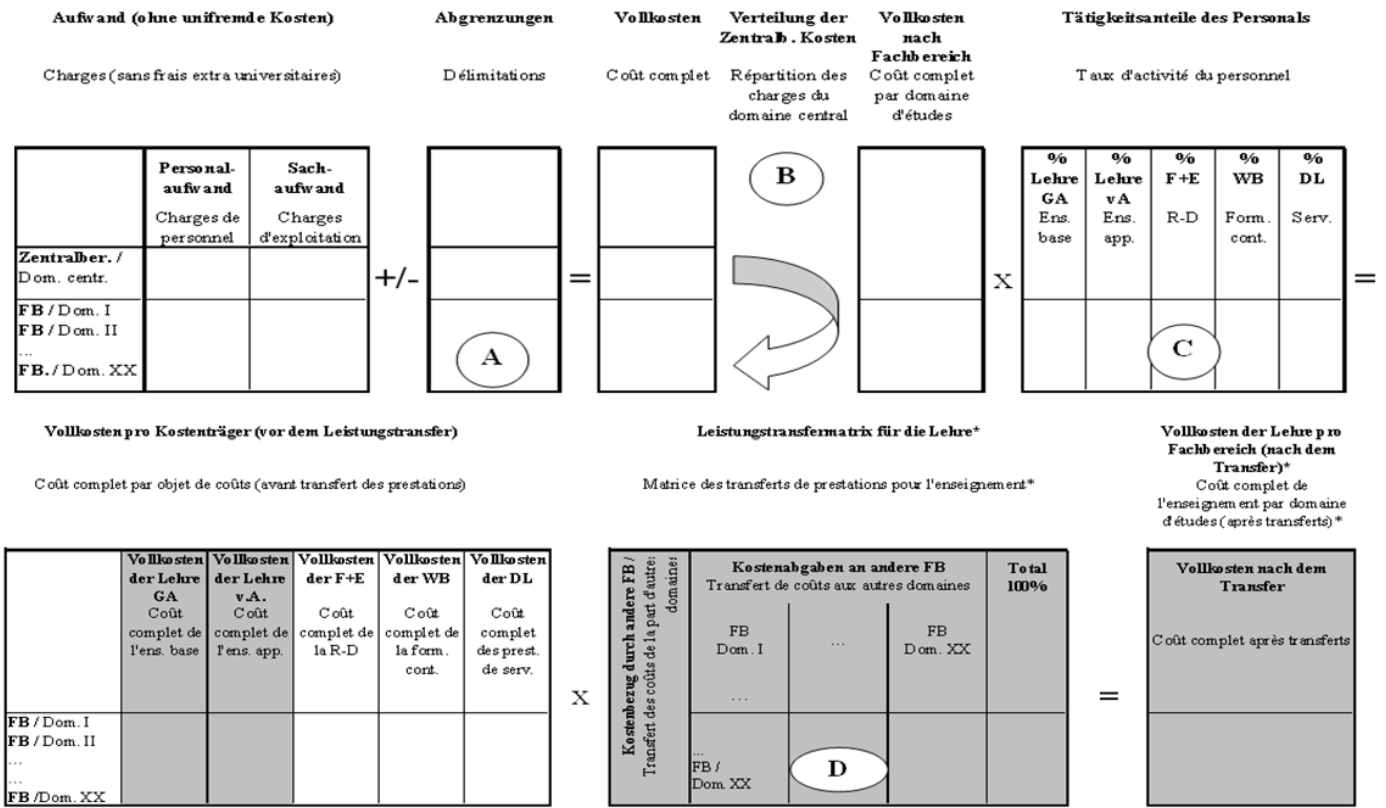 Aufwand (ohne unifremde Kosten)
Charges (sans frais extra universitaires)
Abgrenzungen
Délimitations
Vollkosten
Coût complet
Verteilung der
Zentralb. Kosten
Répartition des
charges du
domaine central
Vollkosten
nach
Fachbereich
Coût complet
par domaine
d'études
Tätigkeitsanteile des Personals
Taux d'activité du personnel
Personal-
aufwand
Charges de
personnel
Sach-
aufwand
Charges
d'exploitation
Zentralber. /
Dom. centr.
FB / Dom. I
FB / Dom. II
...
FB. / Dom. XX
+/-
A
=
B
X
%
Lehre
GA
Ens.
base
%
Lehre
vA
Ens.
app.
%
F+E
R-D
%
WB
Form.
cont.
%
DL
Serv.
C
=
Vollkosten pro Kostenträger (vor dem Leistungstransfer)
Coût complet par objet de coûts (avant transfert des prestations)
Leistungstransfermatrix für die Lehre*
Matrice des transferts de prestations pour l'enseignement*
Vollkosten der Lehre pro
Fachbereich (nach dem
Transfer)*
Coût complet de
l'enseignement par domaine
d'études (après transferts)*
Vollkosten
der Lehre
GA
Coût
complet de
l'ens. base
Vollkosten
der Lehre
v.A.
Coût
complet de
l'ens. app.
Vollkosten
der F+E
Coût
complet de
la R-D
Vollkosten
der WB
Coût
complet de
la form.
cont.
Vollkosten
der DL
Coût
complet
des prest.
de serv.
FB / Dom. I
FB / Dom. II
...
...
FB /Dom. XX
X
Kostenbezug durch andere FB /
Transfert des coûts de la part d'autres
domaines
Kostenabgaben an andere FB
Transfert de coûts aux autres domaines
Total
100%
FB
Dom. I
...
...
FB
Dom. XX
...
FB /
Dom. XX
D
=
Vollkosten nach dem
Transfer
Coût complet après transferts